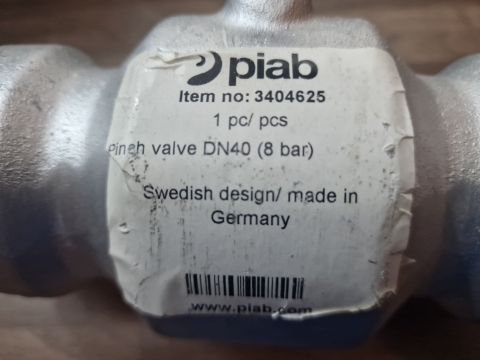 piab
Item no: 3404625
1 pc/ pcs
Pinch valve DN40 (8 bar)
Swedish design/ made in
Germany
www.piab.com